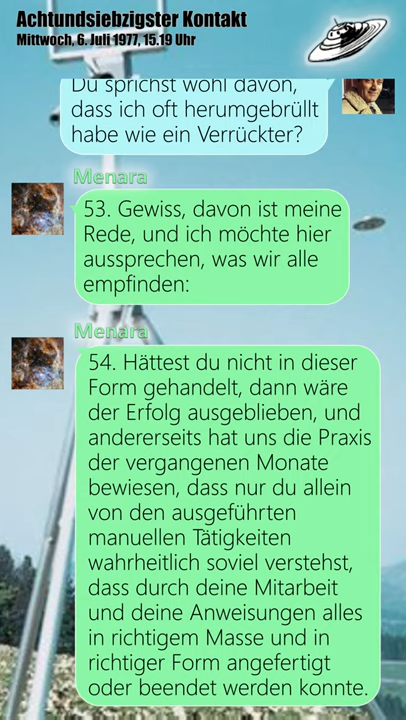 Achtundsiebzigster Kontakt
Mittwoch, 6. Juli 1977, 15.19 Uhr
Du sprichst wohl davon,
dass ich oft herumgebrüllt
habe wie ein Verrückter?
Menara
53. Gewiss, davon ist meine
Rede, und ich möchte hier
aussprechen, was wir alle
empfinden:
Menara
54. Hättest du nicht in dieser
Form gehandelt, dann wäre
der Erfolg ausgeblieben, und
andererseits hat uns die Praxis
der vergangenen Monate
bewiesen, dass nur du allein
von den ausgeführten
manuellen Tätigkeiten
wahrheitlich soviel verstehst,
dass durch deine Mitarbeit
und deine Anweisungen alles
in richtigem Masse und in
richtiger Form angefertigt
oder beendet werden konnte.